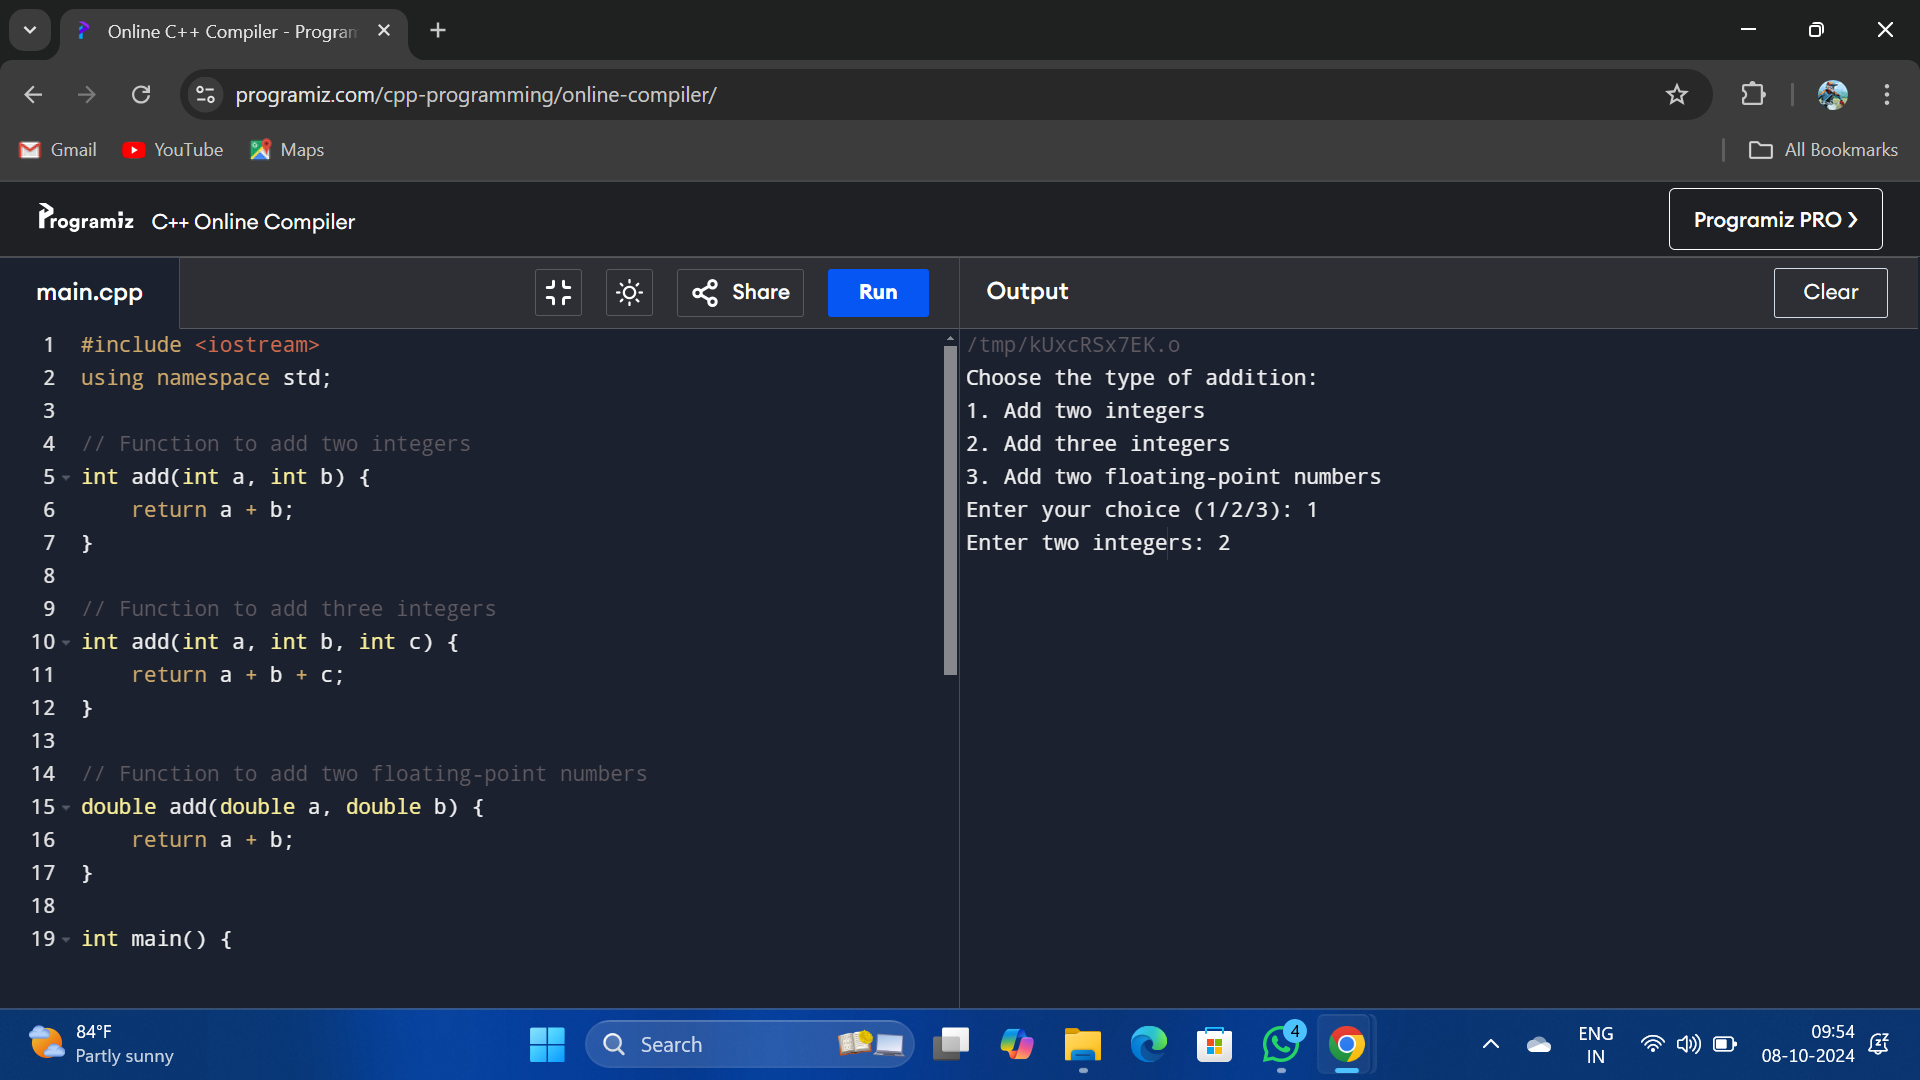 Online C++ Compiler - Program
programiz.com/cpp-programming/online-compiler/
Gmail YouTube Maps All Bookmarks
Programiz C++ Online Compiler Programiz PRO ›
main.cpp Share Run Output Clear
1 #include <iostream>
2 using namespace std;
3
4 // Function to add two integers
5 int add(int a, int b) {
6 return a + b;
7 }
8
9 // Function to add three integers
10 int add(int a, int b, int c) {
11 return a + b + c;
12 }
13
14 // Function to add two floating-point numbers
15 double add(double a, double b) {
16 return a + b;
17 }
18
19 int main() {
/tmp/kUxcRSx7EK.o
Choose the type of addition:
1. Add two integers
2. Add three integers
3. Add two floating-point numbers
Enter your choice (1/2/3): 1
Enter two integers: 2
84°F
Partly sunny
Search
4
ENG
IN
09:54
08-10-2024